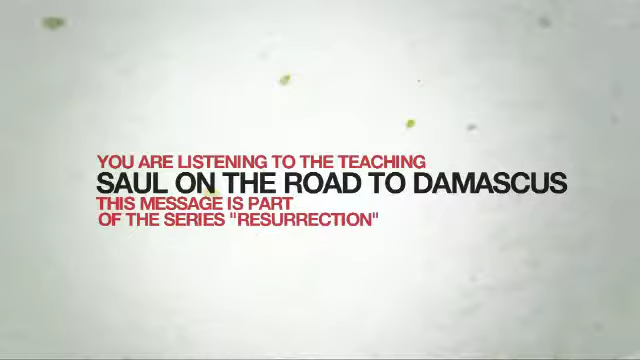 YOU ARE LISTENING TO THE TEACHING
SAUL ON THE ROAD TO DAMASCUS
THIS MESSAGE IS PART
OF THE SERIES "RESURRECTION"